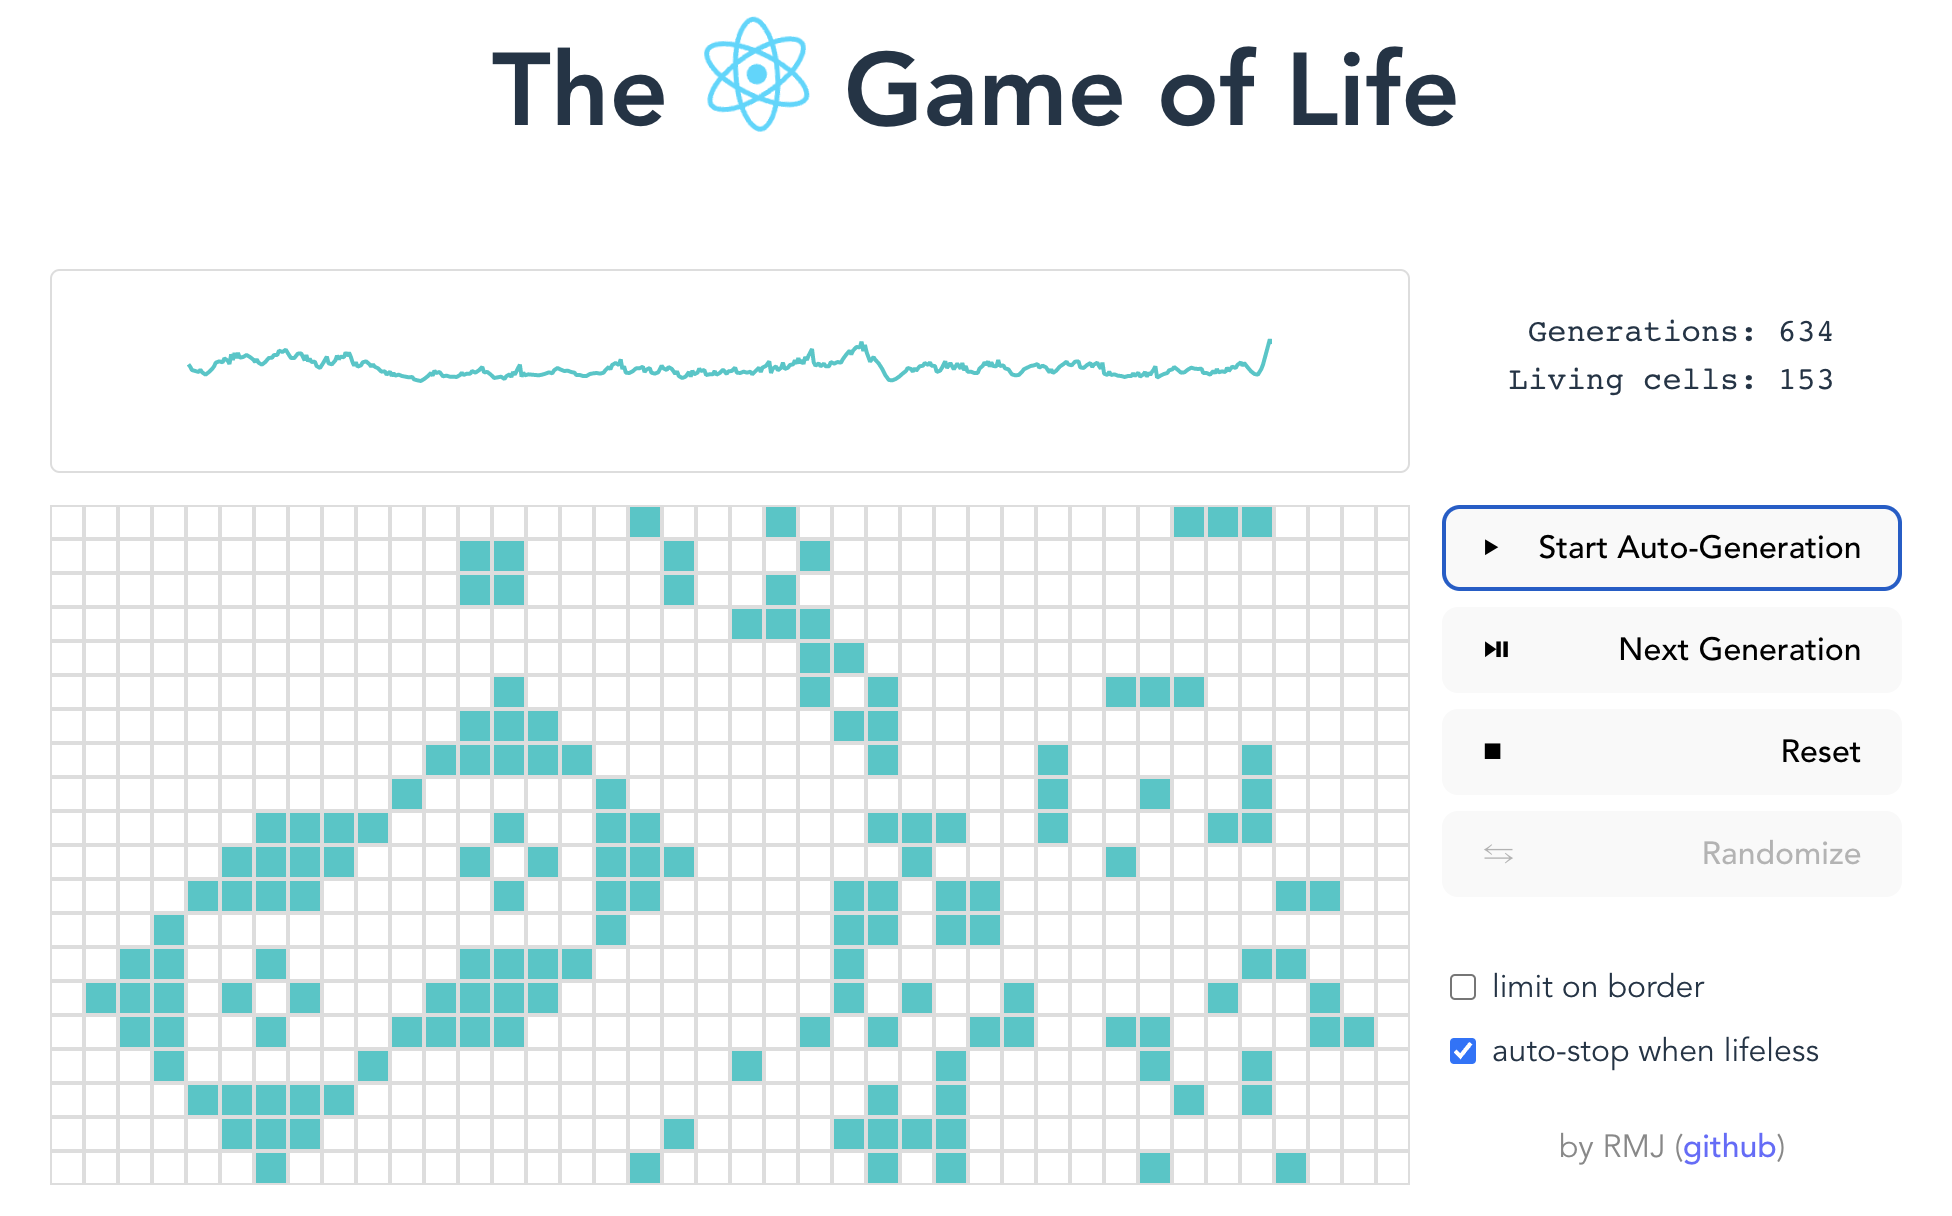 The Game of Life
Generations: 634
Living cells: 153
Start Auto-Generation
Next Generation
Reset
Randomize
limit on border
auto-stop when lifeless
by RMJ (github)